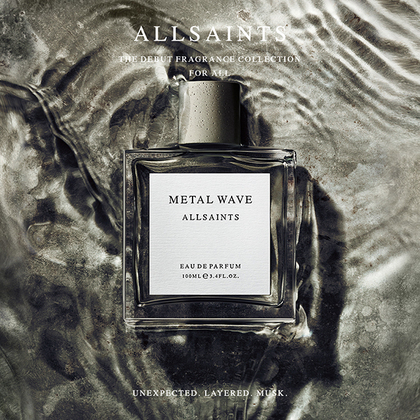 ALLSAINTS
THE DEBUT FRAGRANCE COLLECTION
FOR ALL
METAL WAVE
ALLSAINTS
EAU DE PARFUM
100ML ℮ 3.4FL.OZ.
UNEXPECTED. LAYERED. MUSK.